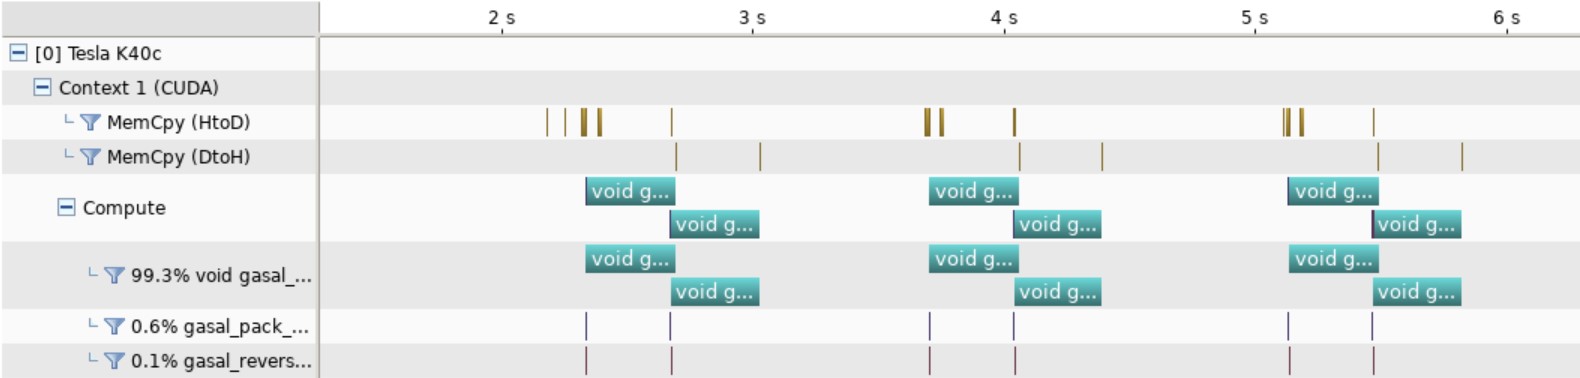 2 s 3 s 4 s 5 s 6 s
[0] Tesla K40c
Context 1 (CUDA)
MemCpy (HtoD)
MemCpy (DtoH)
void g... void g... void g...
Compute
void g... void g... void g...
void g... void g... void g...
99.3% void gasal_...
void g... void g... void g...
0.6% gasal_pack_...
0.1% gasal_revers...